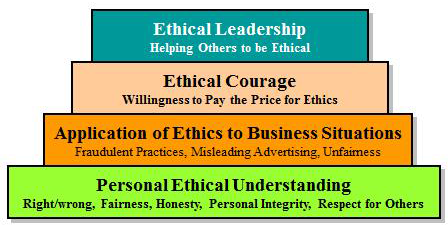 Ethical Leadership
Helping Others to be Ethical
Ethical Courage
Willingness to Pay the Price for Ethics
Application of Ethics to Business Situations
Fraudulent Practices, Misleading Advertising, Unfairness
Personal Ethical Understanding
Right/wrong, Fairness, Honesty, Personal Integrity, Respect for Others